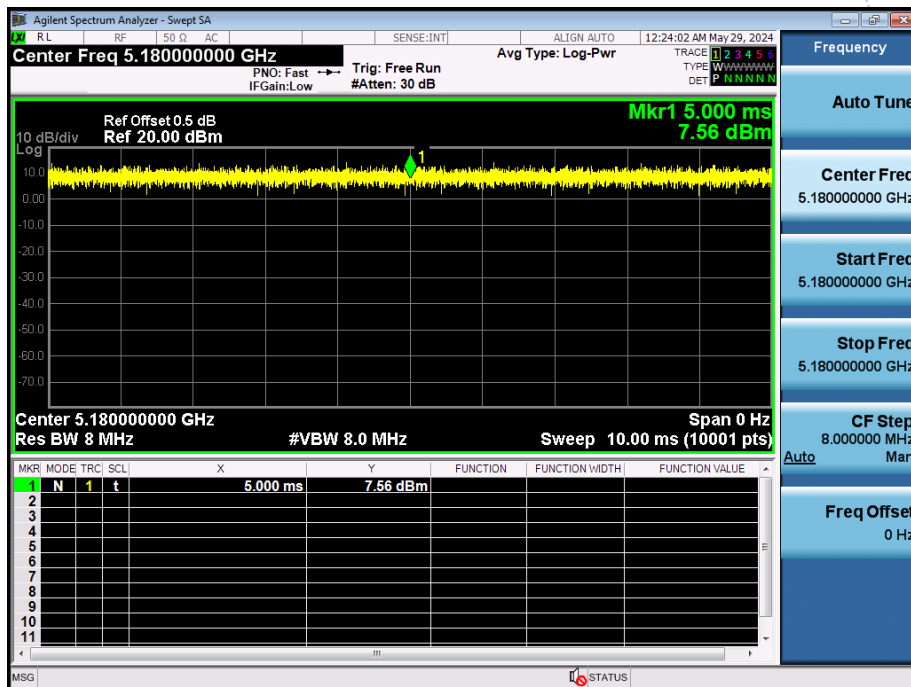 Agilent Spectrum Analyzer - Swept SA
LXI RL RF 50 Ω AC SENSE:INT ALIGN AUTO 12:24:02 AM May 29, 2024
Center Freq 5.180000000 GHz
PNO: Fast
IFGain:Low
Trig: Free Run
#Atten: 30 dB
Avg Type: Log-Pwr
TRACE 1 2 3 4 5 6
TYPE WWWWWW
DET P N N N N N
Mkr1 5.000 ms
7.56 dBm
Ref Offset 0.5 dB
10 dB/div Ref 20.00 dBm
Log
1
10.0
0.00
-10.0
-20.0
-30.0
-40.0
-50.0
-60.0
-70.0
Center 5.180000000 GHz Span 0 Hz
Res BW 8 MHz #VBW 8.0 MHz Sweep 10.00 ms (10001 pts)
MKR MODE TRC SCL X Y FUNCTION FUNCTION WIDTH FUNCTION VALUE
1 N 1 t 5.000 ms 7.56 dBm
2
3
4
5
6
7
8
9
10
11
MSG STATUS
Frequency
Auto Tune
Center Freq
5.180000000 GHz
Start Freq
5.180000000 GHz
Stop Freq
5.180000000 GHz
CF Step
8.000000 MHz
Auto Man
Freq Offset
0 Hz